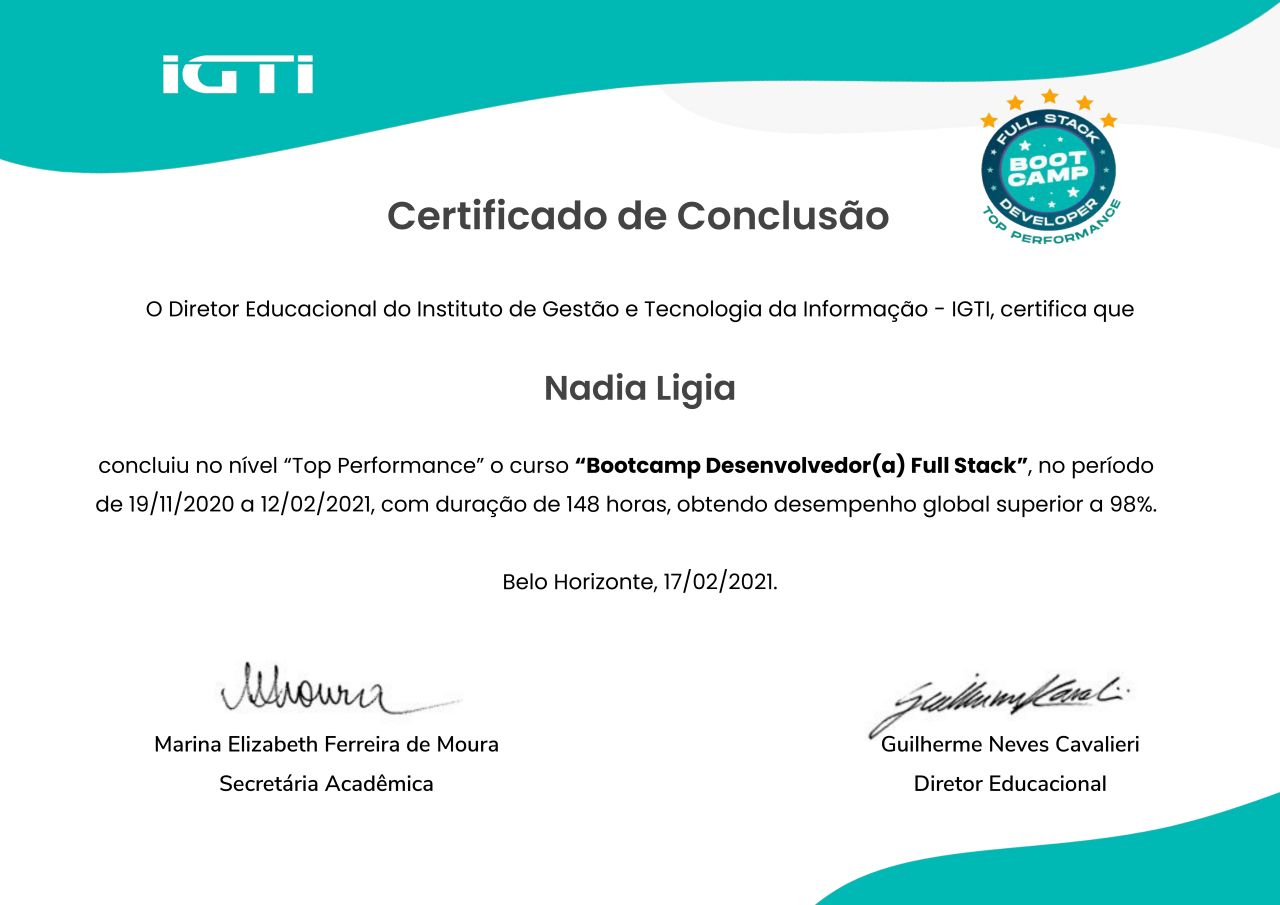 iGTi
FULL STACK
BOOT
CAMP
DEVELOPER
TOP PERFORMANCE
Certificado de Conclusão
O Diretor Educacional do Instituto de Gestão e Tecnologia da Informação - IGTI, certifica que
Nadia Ligia
concluiu no nível “Top Performance” o curso “Bootcamp Desenvolvedor(a) Full Stack”, no período
de 19/11/2020 a 12/02/2021, com duração de 148 horas, obtendo desempenho global superior a 98%.
Belo Horizonte, 17/02/2021.
Marina Elizabeth Ferreira de Moura
Secretária Acadêmica
Guilherme Neves Cavalieri
Diretor Educacional